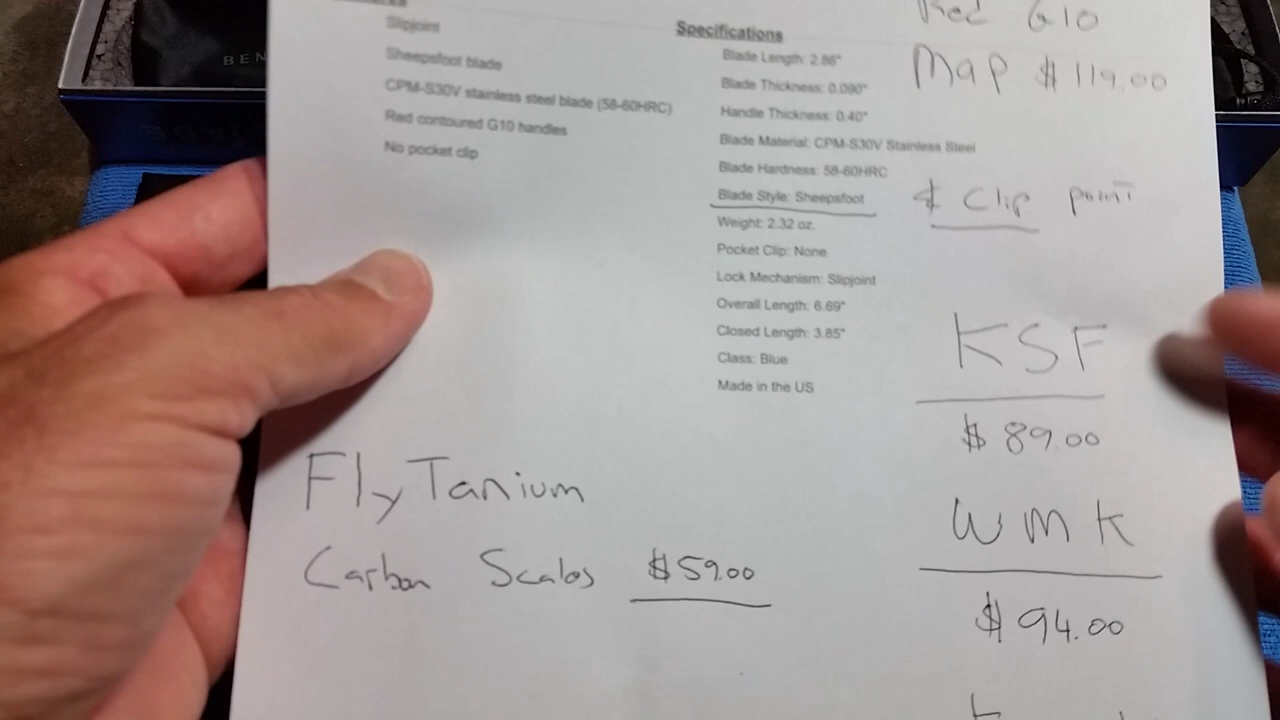 BEN
Slipjoint
Sheepsfoot blade
CPM-S30V stainless steel blade (58-60HRC)
Red contoured G10 handles
No pocket clip
Specifications
Blade Length: 2.86"
Blade Thickness: 0.090"
Handle Thickness: 0.40"
Blade Material: CPM-S30V Stainless Steel
Blade Hardness: 58-60HRC
Blade Style: Sheepsfoot
Weight: 2.32 oz.
Pocket Clip: None
Lock Mechanism: Slipjoint
Overall Length: 6.69"
Closed Length: 3.85"
Class: Blue
Made in the US
Red G10
Map $119.00
& Clip point
KSF
$89.00
WMK
$94.00
FlyTanium
Carbon Scales $59.00